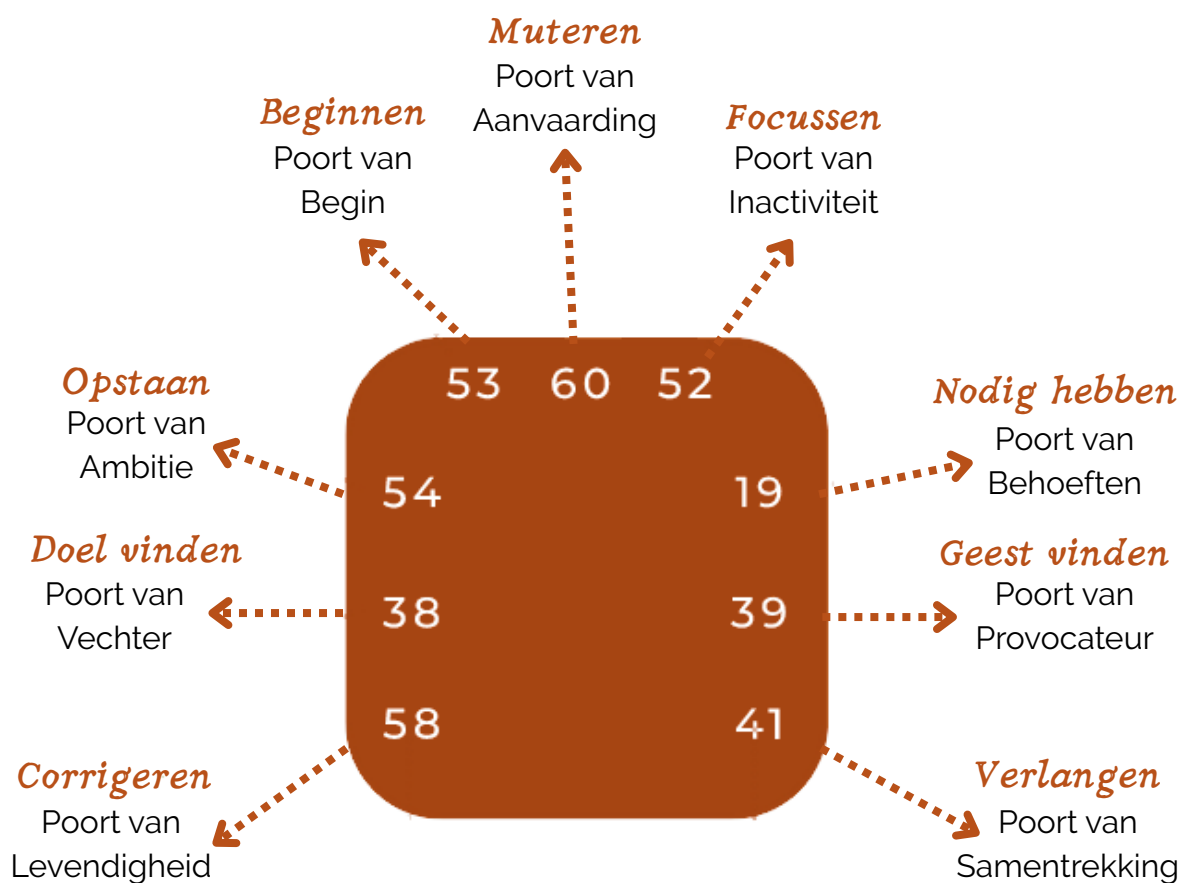 Muteren
Poort van
Aanvaarding
Beginnen
Poort van
Begin
Focussen
Poort van
Inactiviteit
53 60 52
Opstaan
Poort van
Ambitie
54
19
Nodig hebben
Poort van
Behoeften
Doel vinden
Poort van
Vechter
38
39
Geest vinden
Poort van
Provocateur
58
41
Corrigeren
Poort van
Levendigheid
Verlangen
Poort van
Samentrekking